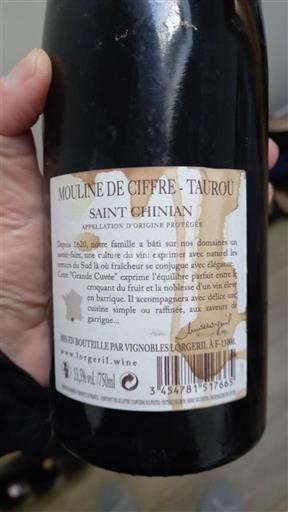 MOULINE DE CIFFRE - TAUROU
SAINT CHINIAN
APPELLATION D'ORIGINE PROTÉGÉE
Depuis 1620, notre famille a bâti sur nos domaines un
savoir-faire, une culture du vin: exprimer avec naturel les
terroirs du Sud là où fraîcheur se conjugue avec élégance.
Cette "Grande Cuvée" exprime l'équilibre parfait entre le
croquant du fruit et la noblesse d'un vin élevé
en barrique. Il accompagnera avec délice une
cuisine simple ou raffinée, aux saveurs de
garrigue...
MIS EN BOUTEILLE PAR VIGNOBLES LORGERIL À F-11000
www.lorgeril.wine
13,5% vol. /750ml
3 454781 517665